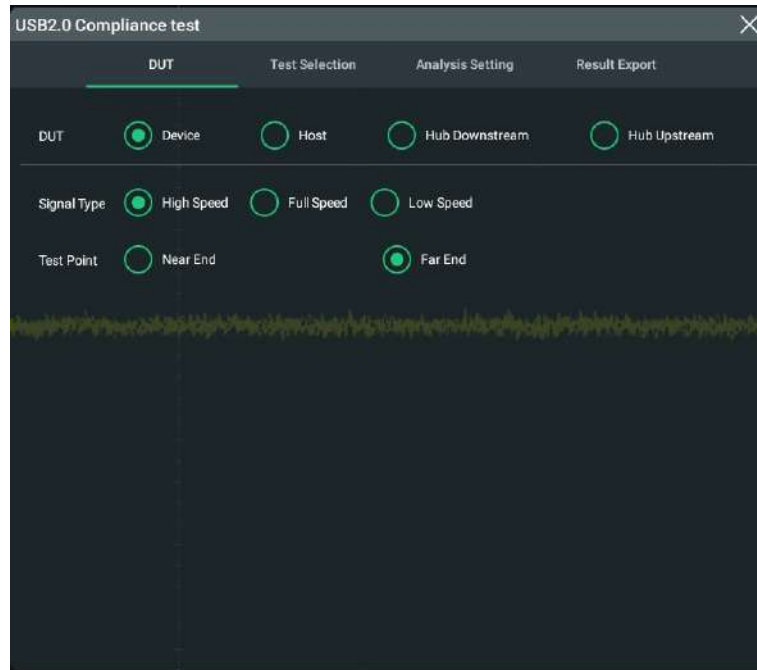 USB2.0 Compliance test
DUT Test Selection Analysis Setting Result Export
DUT Device Host Hub Downstream Hub Upstream
Signal Type High Speed Full Speed Low Speed
Test Point Near End Far End